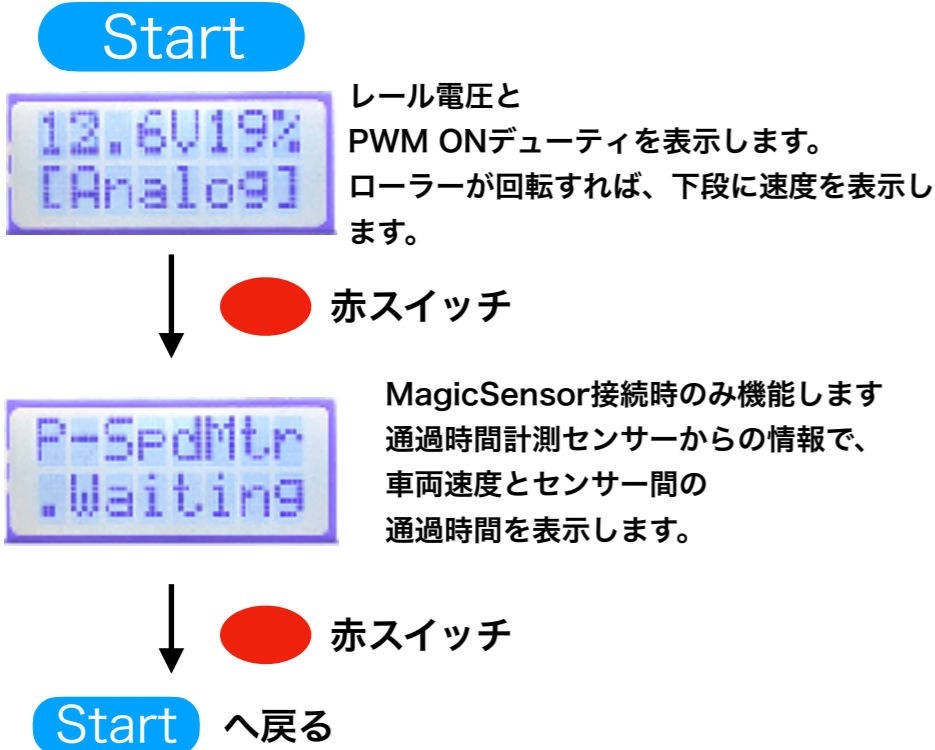 Start
12.6V19%
[Analog]
レール電圧と
PWM ONデューティを表示します。
ローラーが回転すれば、下段に速度を表示し
ます。
赤スイッチ
P-SpdMtr
.Waiting
MagicSensor接続時のみ機能します
通過時間計測センサーからの情報で、
車両速度とセンサー間の
通過時間を表示します。
赤スイッチ
Start へ戻る